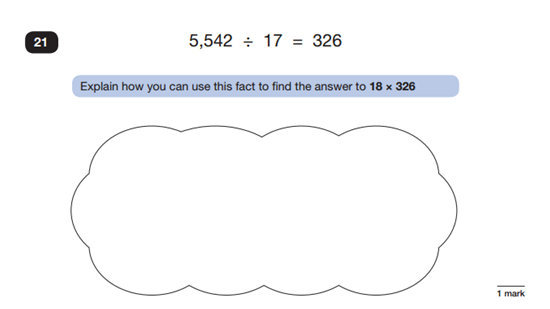 21
5,542 ÷ 17 = 326
Explain how you can use this fact to find the answer to 18 × 326
1 mark